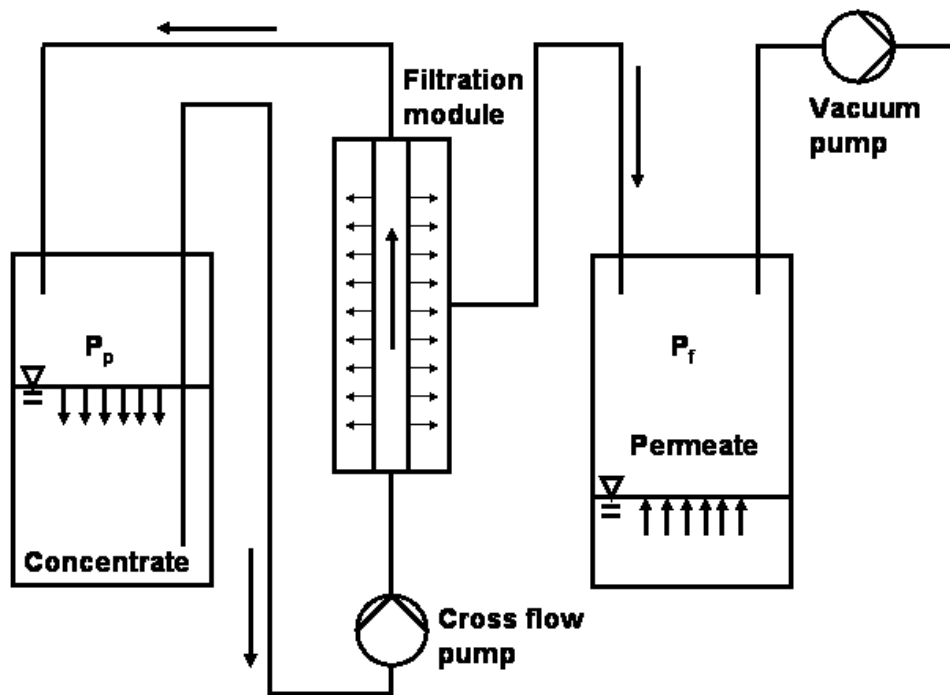 Filtration
module
Vacuum
pump
Pp
Pf
Permeate
Concentrate
Cross flow
pump